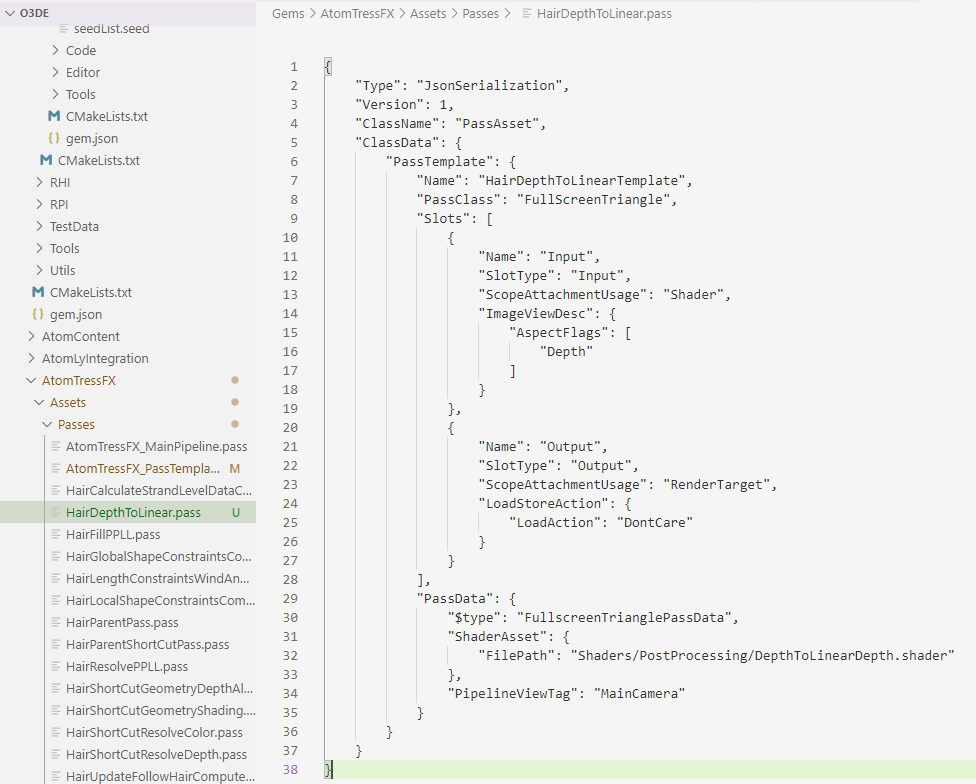 O3DE
seedList.seed
Code
Editor
Tools
CMakeLists.txt
gem.json
CMakeLists.txt
RHI
RPI
TestData
Tools
Utils
CMakeLists.txt
gem.json
AtomContent
AtomLyIntegration
AtomTressFX
Assets
Passes
AtomTressFX_MainPipeline.pass
AtomTressFX_PassTempla... M
HairCalculateStrandLevelDataC...
HairDepthToLinear.pass U
HairFillPPLL.pass
HairGlobalShapeConstraintsCo...
HairLengthConstraintsWindAn...
HairLocalShapeConstraintsCom...
HairParentPass.pass
HairParentShortCutPass.pass
HairResolvePPLL.pass
HairShortCutGeometryDepthAl...
HairShortCutGeometryShading....
HairShortCutResolveColor.pass
HairShortCutResolveDepth.pass
HairUpdateFollowHairCompute...
Gems > AtomTressFX > Assets > Passes > HairDepthToLinear.pass
1 {
2 "Type": "JsonSerialization",
3 "Version": 1,
4 "ClassName": "PassAsset",
5 "ClassData": {
6 "PassTemplate": {
7 "Name": "HairDepthToLinearTemplate",
8 "PassClass": "FullScreenTriangle",
9 "Slots": [
10 {
11 "Name": "Input",
12 "SlotType": "Input",
13 "ScopeAttachmentUsage": "Shader",
14 "ImageViewDesc": {
15 "AspectFlags": [
16 "Depth"
17 ]
18 }
19 },
20 {
21 "Name": "Output",
22 "SlotType": "Output",
23 "ScopeAttachmentUsage": "RenderTarget",
24 "LoadStoreAction": {
25 "LoadAction": "DontCare"
26 }
27 }
28 ],
29 "PassData": {
30 "$type": "FullscreenTrianglePassData",
31 "ShaderAsset": {
32 "FilePath": "Shaders/PostProcessing/DepthToLinearDepth.shader"
33 },
34 "PipelineViewTag": "MainCamera"
35 }
36 }
37 }
38 }